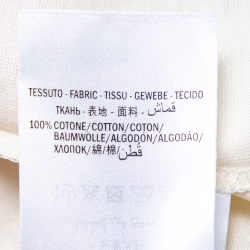 TESSUTO - FABRIC - TISSU - GEWEBE - TECIDO
ТКАНЬ - 表地 - 面料 - قماش
100% COTONE/COTTON/COTON/
BAUMWOLLE/ALGODÓN/ALGODÃO/
ХЛОПОК/綿/棉/قطن